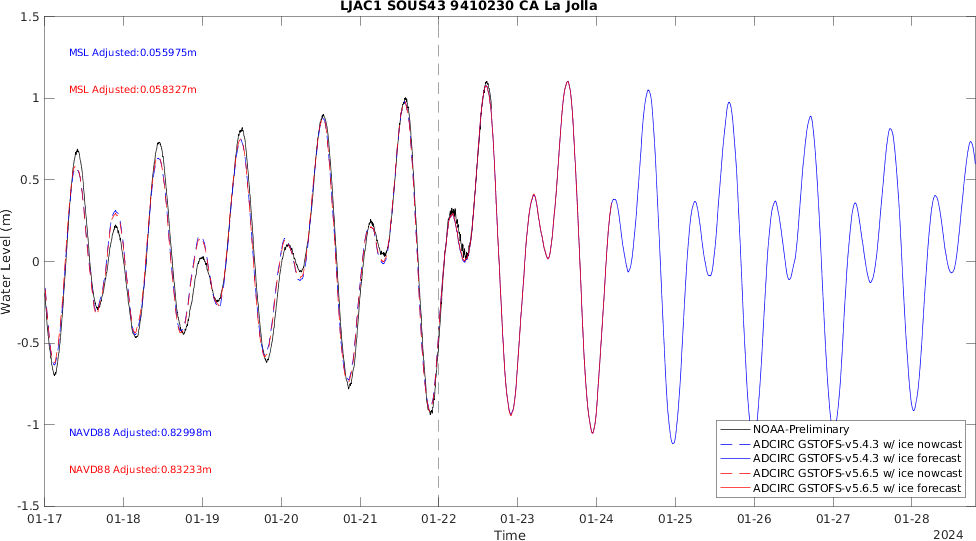 LJAC1 SOUS43 9410230 CA La Jolla
1.5
MSL Adjusted:0.055975m
MSL Adjusted:0.058327m
1
0.5
0
-0.5
-1
-1.5
Water Level (m)
NAVD88 Adjusted:0.82998m
NAVD88 Adjusted:0.83233m
NOAA-Preliminary
ADCIRC GSTOFS-v5.4.3 w/ ice nowcast
ADCIRC GSTOFS-v5.4.3 w/ ice forecast
ADCIRC GSTOFS-v5.6.5 w/ ice nowcast
ADCIRC GSTOFS-v5.6.5 w/ ice forecast
01-17 01-18 01-19 01-20 01-21 01-22 01-23 01-24 01-25 01-26 01-27 01-28
Time
2024